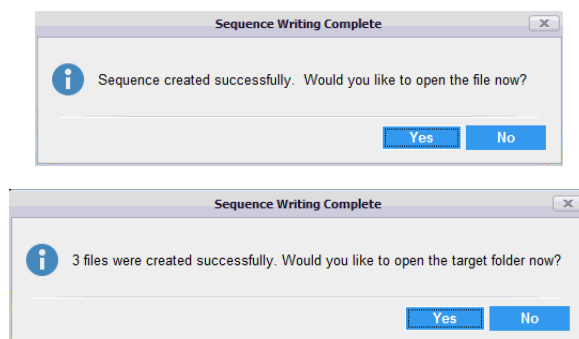 Sequence Writing Complete
Sequence created successfully. Would you like to open the file now?
Yes No
Sequence Writing Complete
3 files were created successfully. Would you like to open the target folder now?
Yes No